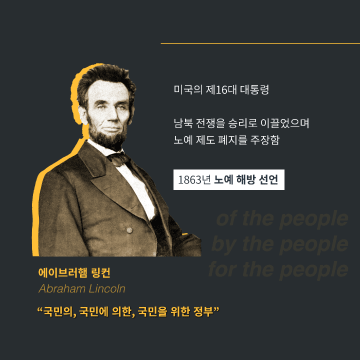 미국의 제16대 대통령
남북 전쟁을 승리로 이끌었으며
노예 제도 폐지를 주장함
1863년 노예 해방 선언
of the people
by the people
for the people
에이브러햄 링컨
Abraham Lincoln
“국민의, 국민에 의한, 국민을 위한 정부”